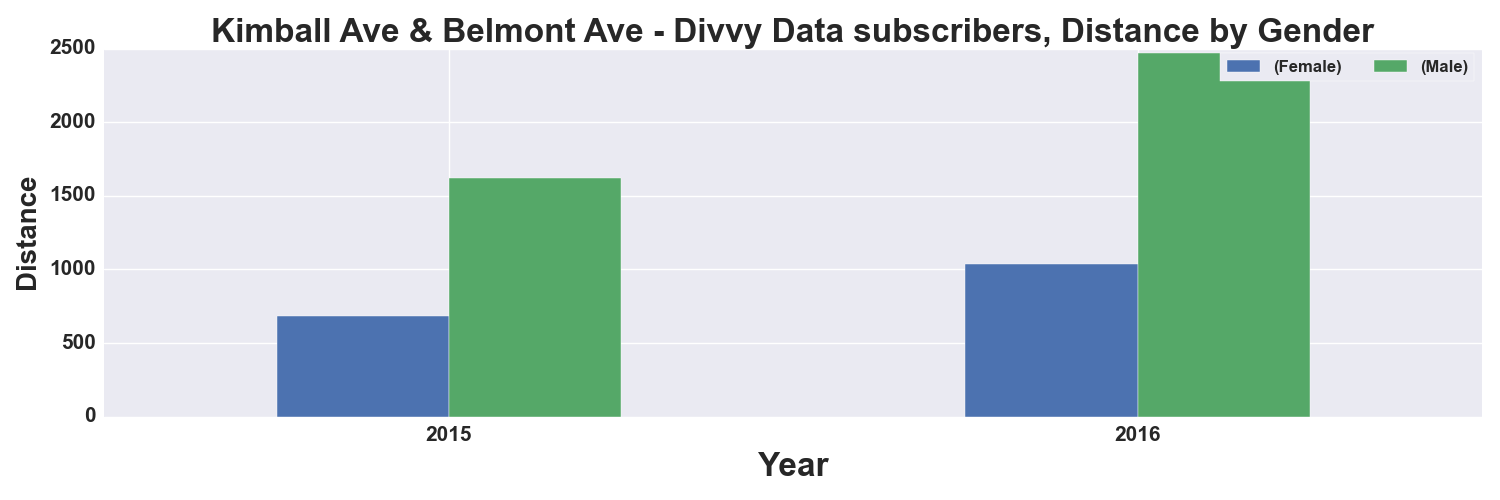 Kimball Ave & Belmont Ave - Divvy Data subscribers, Distance by Gender
2500
(Female) (Male)
2000
1500
Distance
1000
500
0
2015 2016
Year